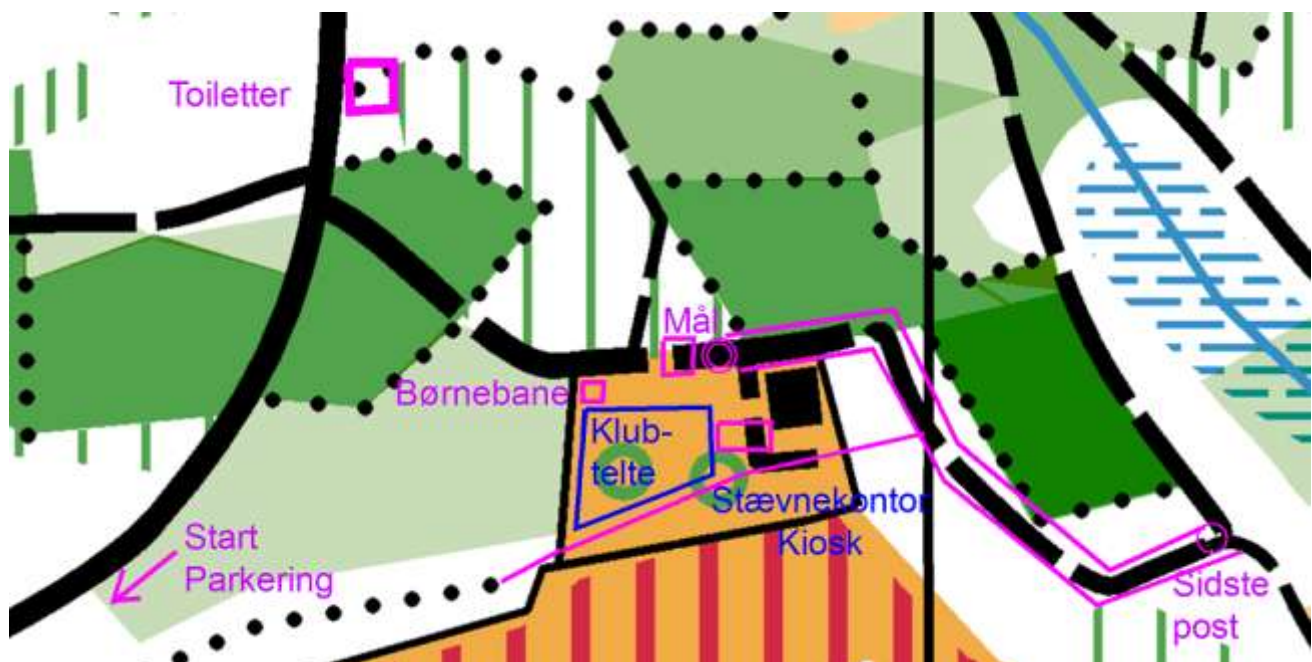 Toiletter
Mål
Børnebane
Klub-
telte
Stævnekontor
Kiosk
Start
Parkering
Sidste
post